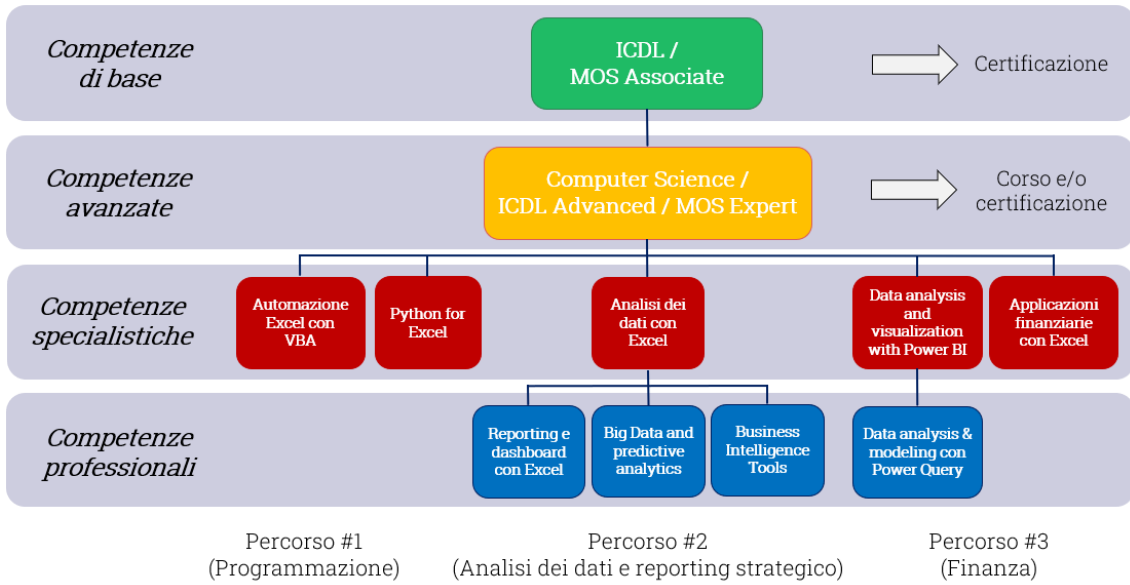 Competenze
di base
ICDL /
MOS Associate
Certificazione
Competenze
avanzate
Computer Science /
ICDL Advanced / MOS Expert
Corso e/o
certificazione
Competenze
specialistiche
Automazione
Excel con
VBA
Python for
Excel
Analisi dei
dati con
Excel
Data analysis
and
visualization
with Power BI
Applicazioni
finanziarie
con Excel
Competenze
professionali
Reporting e
dashboard
con Excel
Big Data and
predictive
analytics
Business
Intelligence
Tools
Data analysis &
modeling con
Power Query
Percorso #1
(Programmazione)
Percorso #2
(Analisi dei dati e reporting strategico)
Percorso #3
(Finanza)